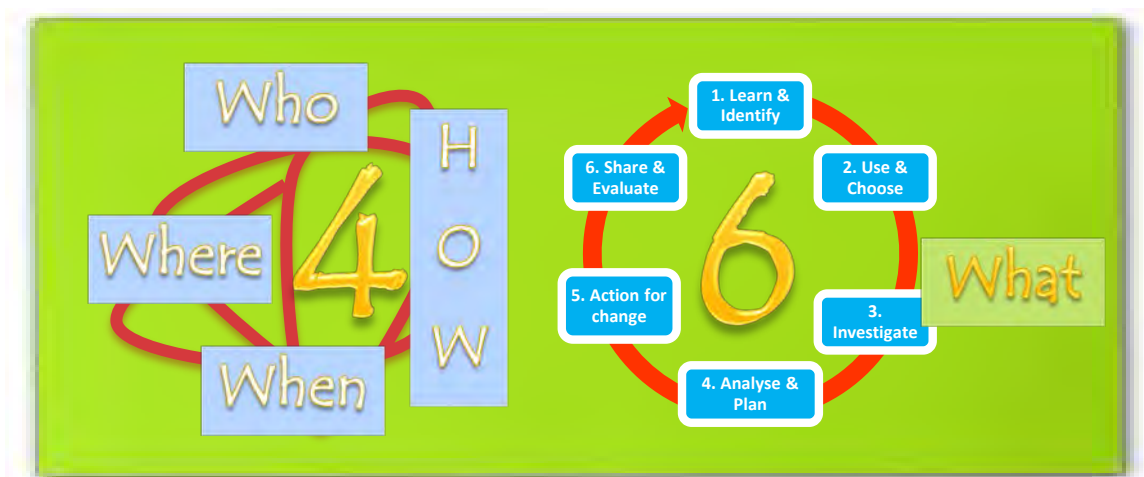 Who
Where
4
When
H
O
W
1. Learn &
Identify
2. Use &
Choose
3.
Investigate
4. Analyse &
Plan
5. Action for
change
6. Share &
Evaluate
6
What